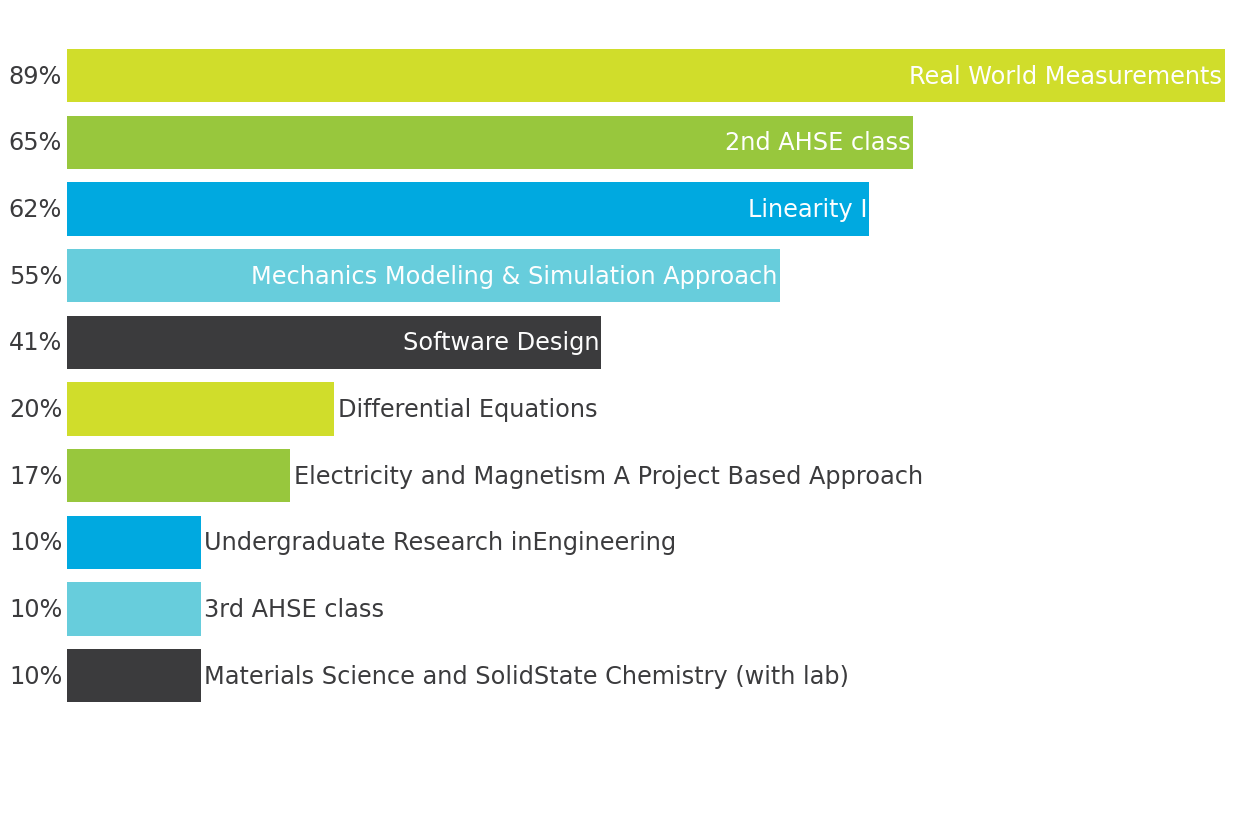 89% Real World Measurements
65% 2nd AHSE class
62% Linearity I
55% Mechanics Modeling & Simulation Approach
41% Software Design
20% Differential Equations
17% Electricity and Magnetism A Project Based Approach
10% Undergraduate Research inEngineering
10% 3rd AHSE class
10% Materials Science and SolidState Chemistry (with lab)